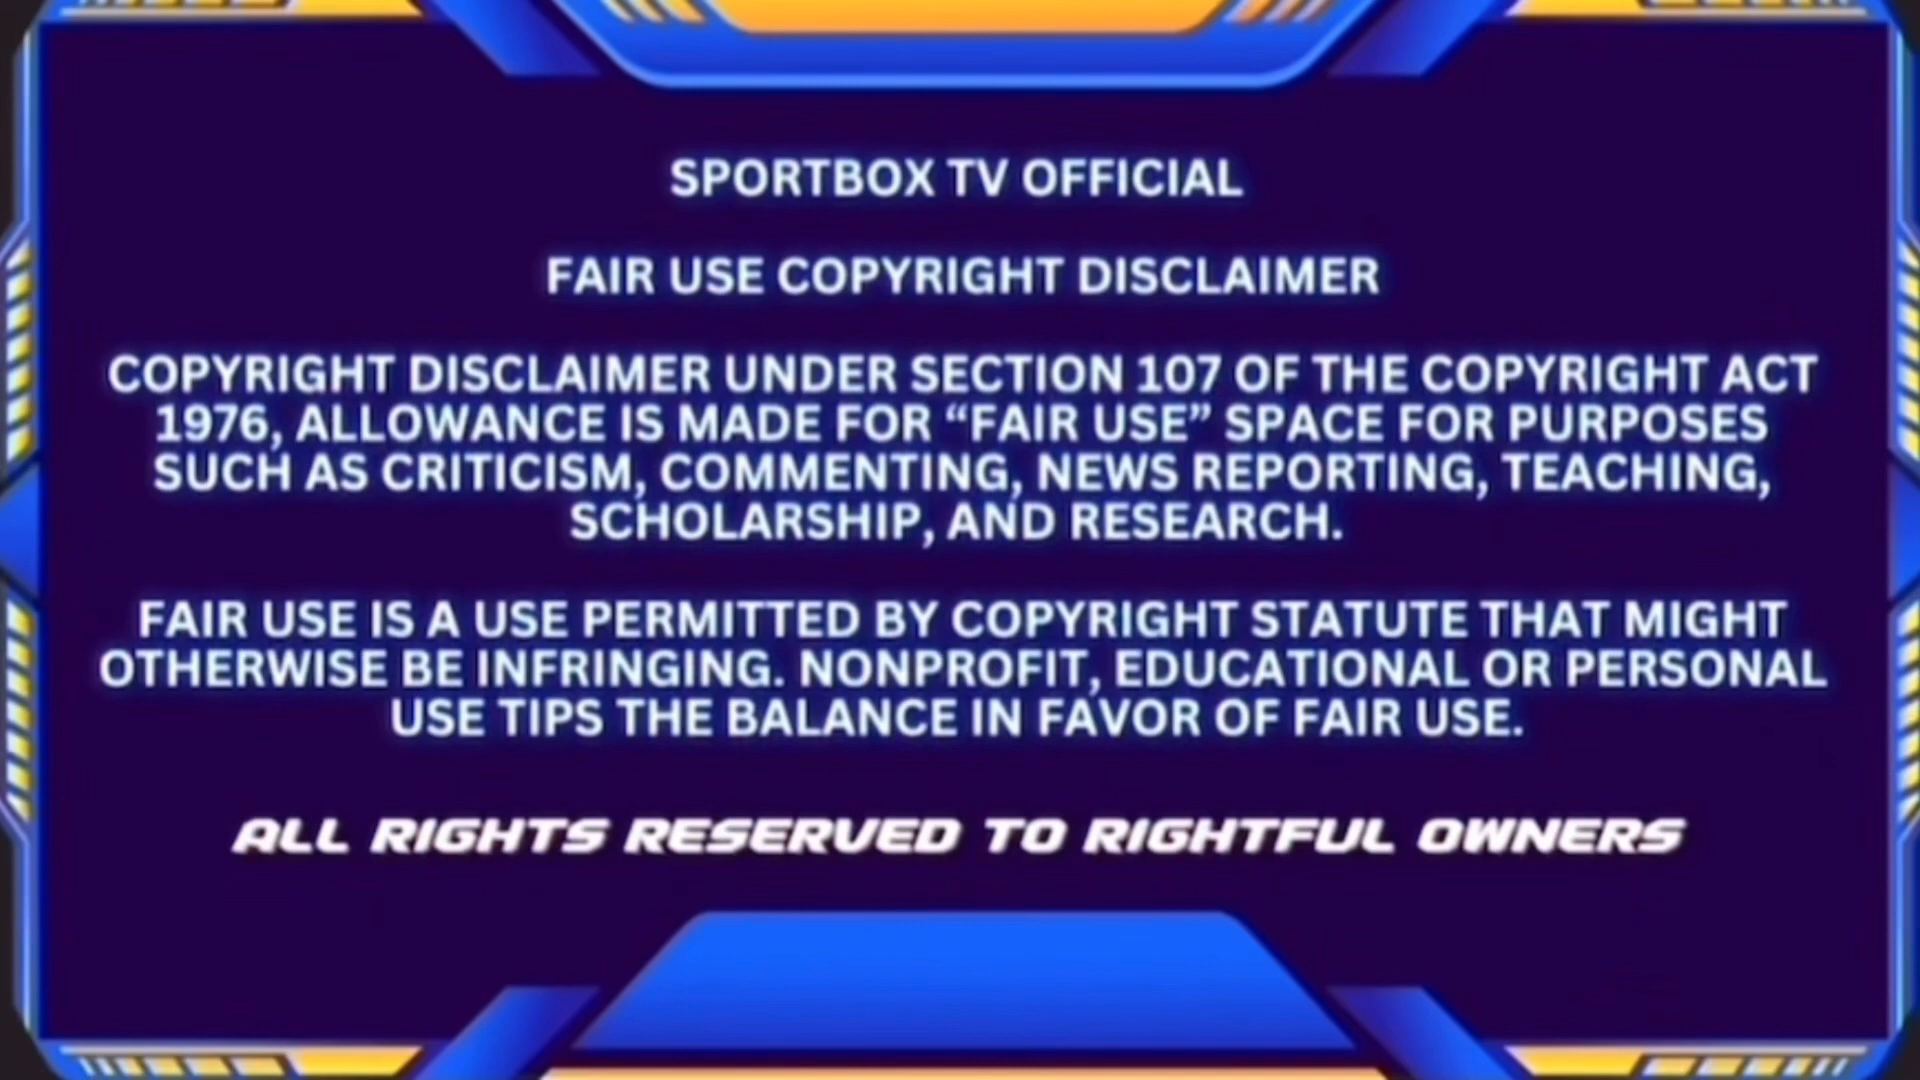 SPORTBOX TV OFFICIAL
FAIR USE COPYRIGHT DISCLAIMER
COPYRIGHT DISCLAIMER UNDER SECTION 107 OF THE COPYRIGHT ACT
1976, ALLOWANCE IS MADE FOR “FAIR USE” SPACE FOR PURPOSES
SUCH AS CRITICISM, COMMENTING, NEWS REPORTING, TEACHING,
SCHOLARSHIP, AND RESEARCH.
FAIR USE IS A USE PERMITTED BY COPYRIGHT STATUTE THAT MIGHT
OTHERWISE BE INFRINGING. NONPROFIT, EDUCATIONAL OR PERSONAL
USE TIPS THE BALANCE IN FAVOR OF FAIR USE.
ALL RIGHTS RESERVED TO RIGHTFUL OWNERS